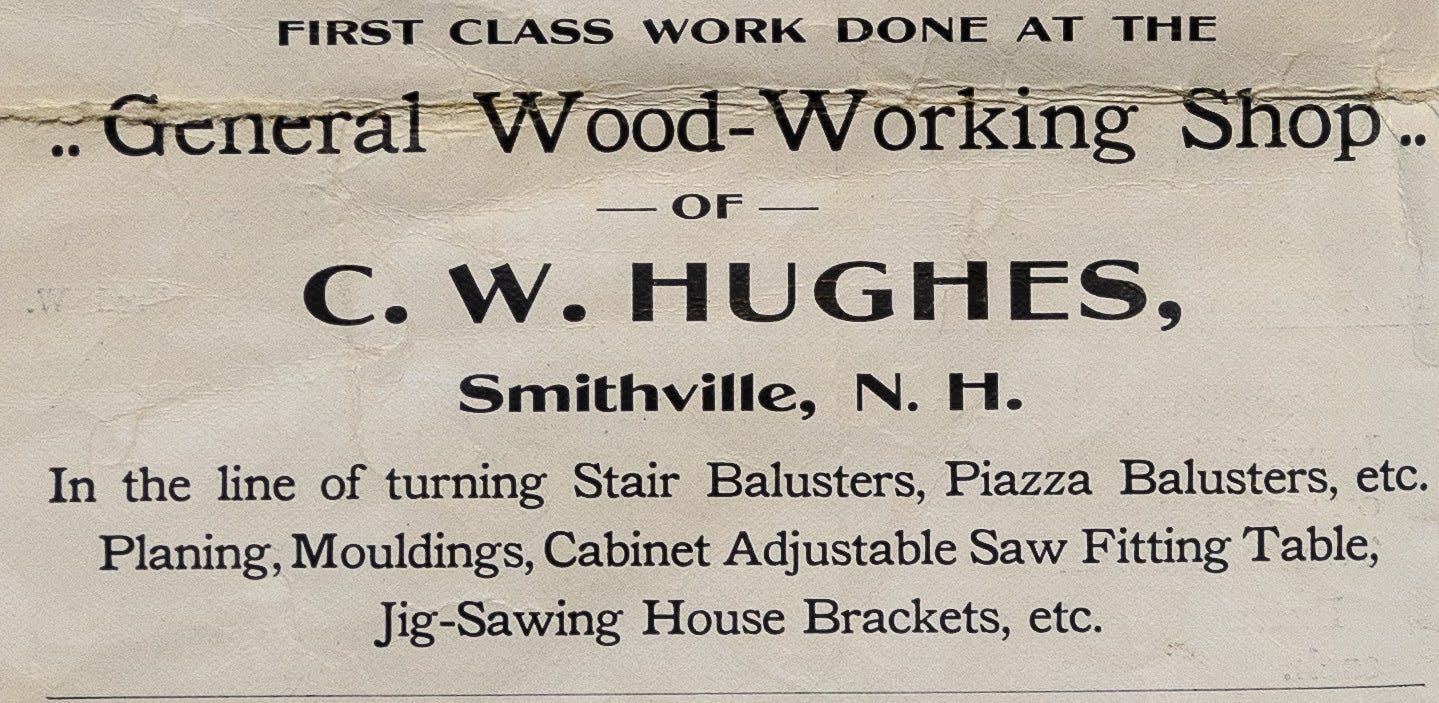 FIRST CLASS WORK DONE AT THE
.. General Wood-Working Shop ..
— OF —
C. W. HUGHES,
Smithville, N. H.
In the line of turning Stair Balusters, Piazza Balusters, etc.
Planing, Mouldings, Cabinet Adjustable Saw Fitting Table,
Jig-Sawing House Brackets, etc.